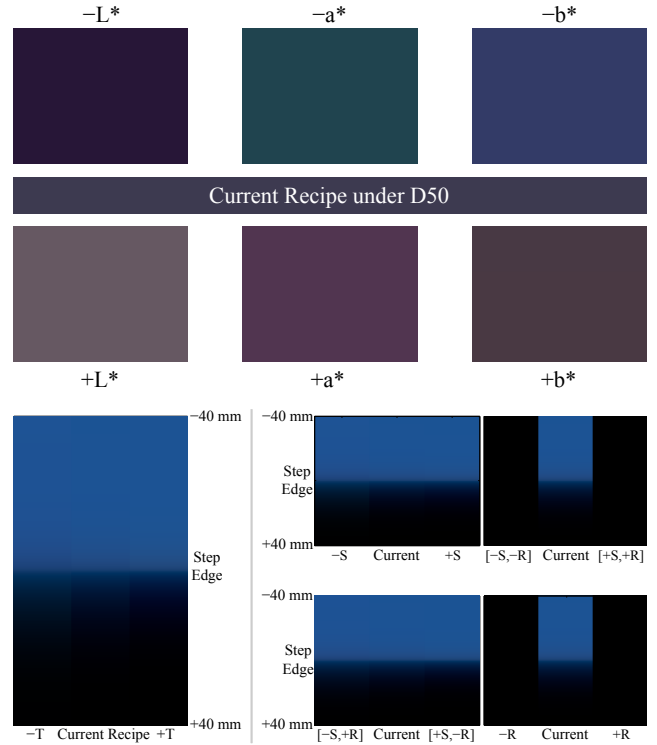 −L*
−a*
−b*
Current Recipe under D50
+L*
+a*
+b*
−40 mm
Step
Edge
+40 mm
−T Current Recipe +T
−40 mm
Step
Edge
+40 mm
−S Current +S
[−S,−R] Current [+S,+R]
−40 mm
Step
Edge
+40 mm
[−S,+R] Current [+S,−R]
−R Current +R